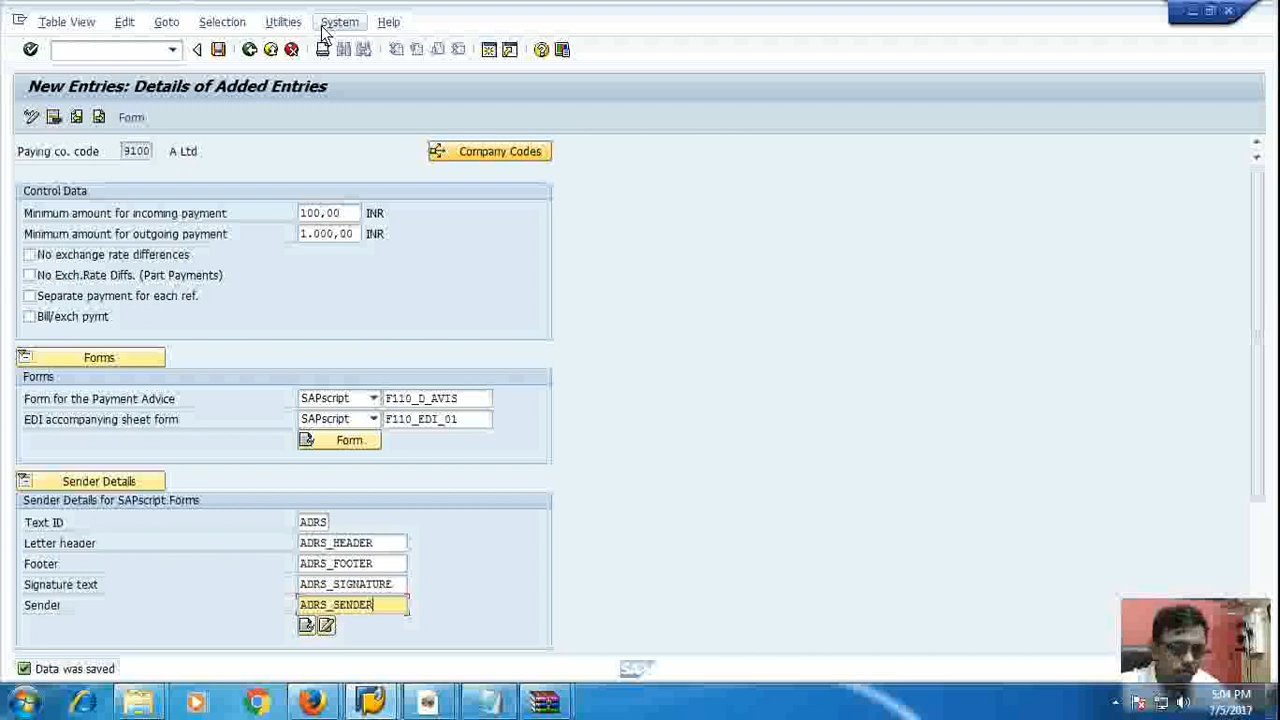 Table View Edit Goto Selection Utilities System Help
New Entries: Details of Added Entries
Form
Paying co. code 9100 A Ltd Company Codes
Control Data
Minimum amount for incoming payment 100,00 INR
Minimum amount for outgoing payment 1.000,00 INR
No exchange rate differences
No Exch.Rate Diffs. (Part Payments)
Separate payment for each ref.
Bill/exch pymt
Forms
Forms
Form for the Payment Advice SAPscript F110_D_AVIS
EDI accompanying sheet form SAPscript F110_EDI_01
Form
Sender Details
Sender Details for SAPscript Forms
Text ID ADRS
Letter header ADRS_HEADER
Footer ADRS_FOOTER
Signature text ADRS_SIGNATURE
Sender ADRS_SENDER
Data was saved SAP
5:04 PM
7/5/2017